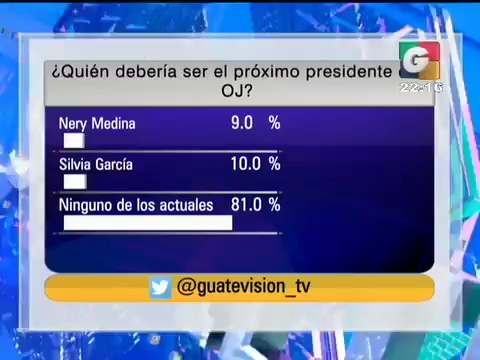 ¿Quién debería ser el próximo presidente
OJ?
G
22:16
Nery Medina 9.0 %
Silvia García 10.0 %
Ninguno de los actuales 81.0 %
@guatevision_tv